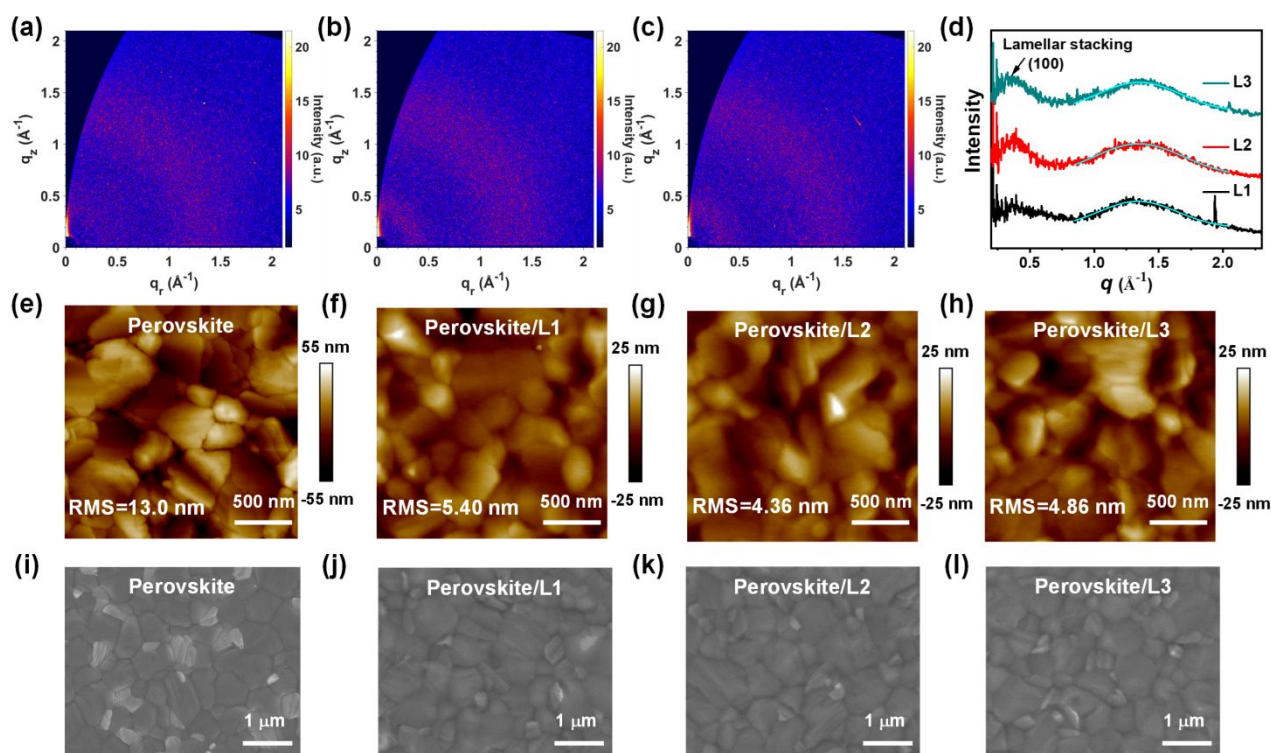 (a)
2
1.5
1
0.5
0
q_z (Å⁻¹)
0 0.5 1 1.5 2
q_r (Å⁻¹)
20
15
10
5
Intensity (a.u.)
(b)
2
1.5
1
0.5
0
q_z (Å⁻¹)
0 0.5 1 1.5 2
q_r (Å⁻¹)
20
15
10
5
Intensity (a.u.)
(c)
2
1.5
1
0.5
0
q_z (Å⁻¹)
0 0.5 1 1.5 2
q_r (Å⁻¹)
20
15
10
5
Intensity (a.u.)
(d)
Lamellar stacking
(100)
L3
L2
L1
Intensity
0.5 1.0 1.5 2.0
q (Å⁻¹)
(e)
Perovskite
RMS=13.0 nm
500 nm
55 nm
-55 nm
(f)
Perovskite/L1
RMS=5.40 nm
500 nm
25 nm
-25 nm
(g)
Perovskite/L2
RMS=4.36 nm
500 nm
25 nm
-25 nm
(h)
Perovskite/L3
RMS=4.86 nm
500 nm
25 nm
-25 nm
(i)
Perovskite
1 μm
(j)
Perovskite/L1
1 μm
(k)
Perovskite/L2
1 μm
(l)
Perovskite/L3
1 μm